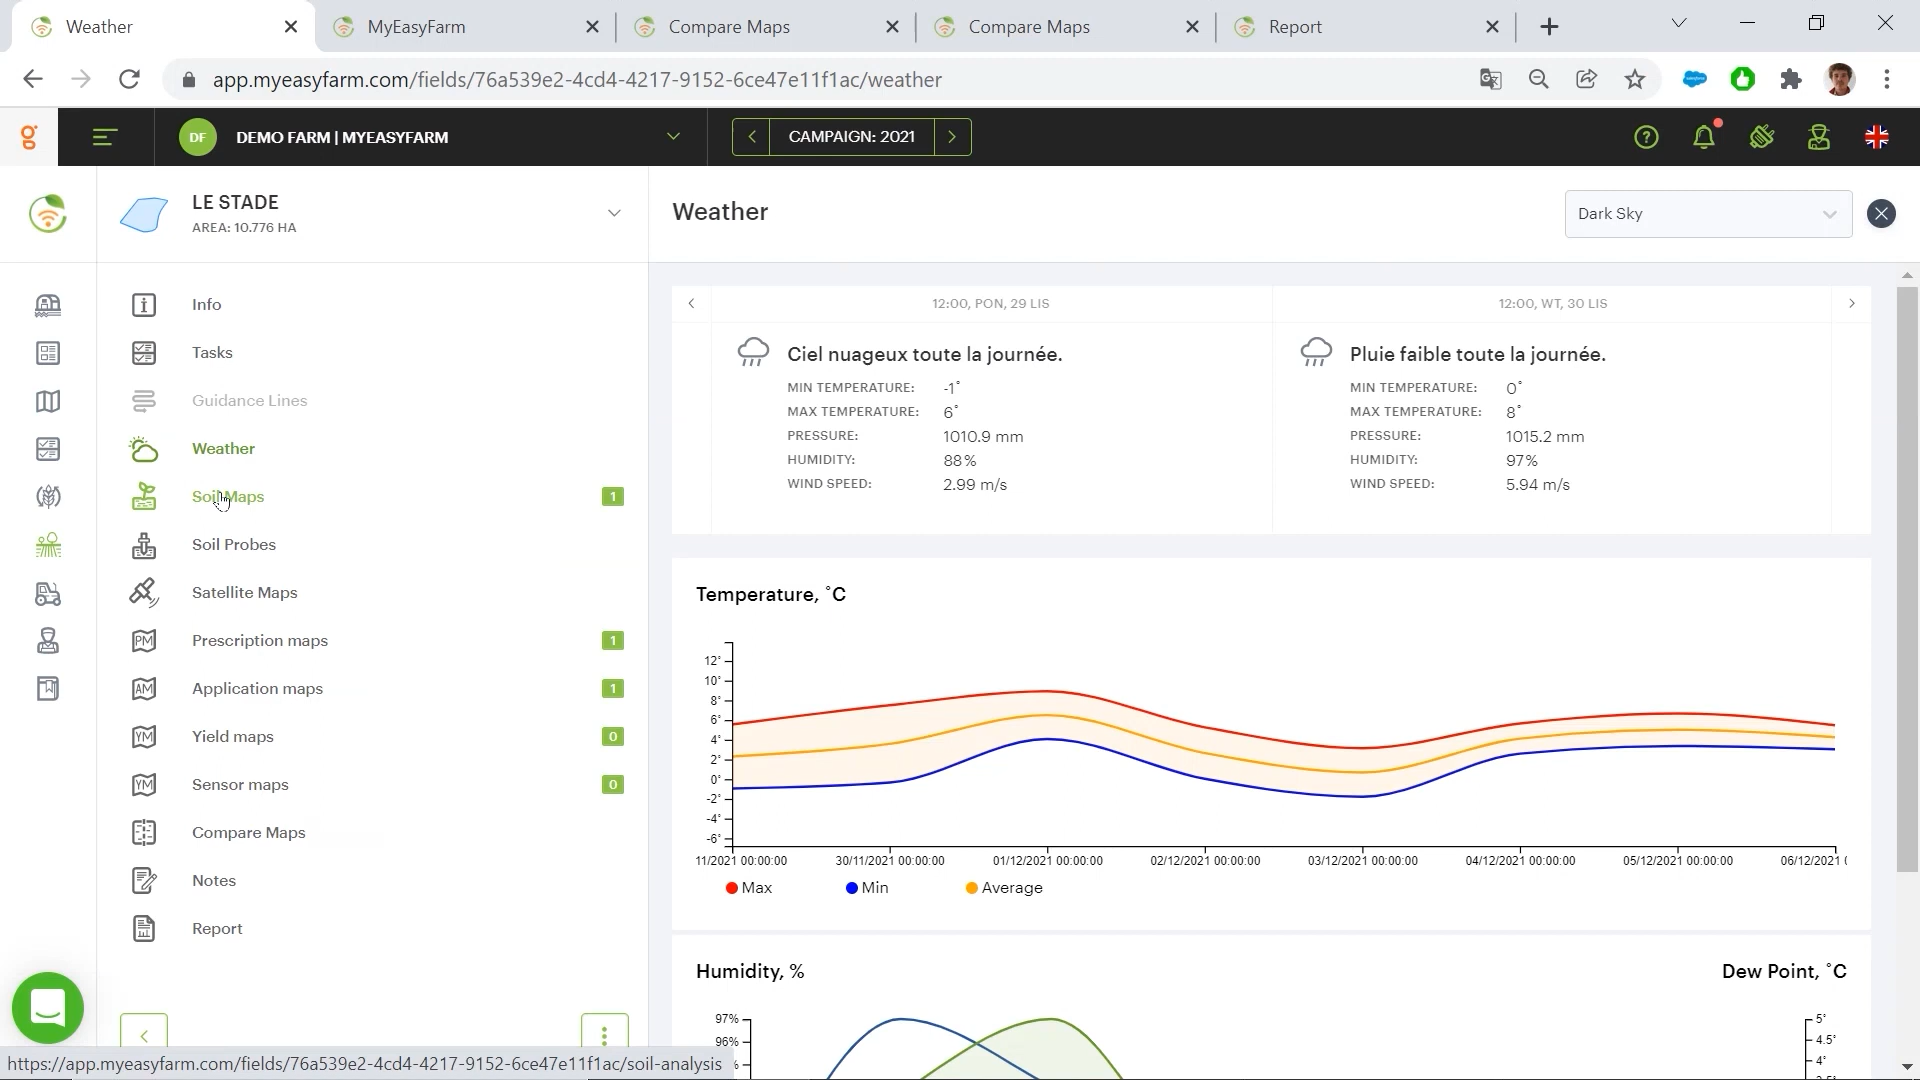 Weather
MyEasyFarm
Compare Maps
Compare Maps
Report
app.myeasyfarm.com/fields/76a539e2-4cd4-4217-9152-6ce47e11f1ac/weather
DF
DEMO FARM | MYEASYFARM
CAMPAIGN: 2021
LE STADE
AREA: 10.776 HA
Weather
Dark Sky
Info
Tasks
Guidance Lines
Weather
Soil Maps
1
Soil Probes
Satellite Maps
PM
Prescription maps
1
AM
Application maps
1
YM
Yield maps
0
YM
Sensor maps
0
Compare Maps
Notes
Report
12:00, PON, 29 LIS
Ciel nuageux toute la journée.
MIN TEMPERATURE: -1°
MAX TEMPERATURE: 6°
PRESSURE: 1010.9 mm
HUMIDITY: 88%
WIND SPEED: 2.99 m/s
12:00, WT, 30 LIS
Pluie faible toute la journée.
MIN TEMPERATURE: 0°
MAX TEMPERATURE: 8°
PRESSURE: 1015.2 mm
HUMIDITY: 97%
WIND SPEED: 5.94 m/s
Temperature, °C
12°
10°
8°
6°
4°
2°
0°
-2°
-4°
-6°
11/2021 00:00:00 30/11/2021 00:00:00 01/12/2021 00:00:00 02/12/2021 00:00:00 03/12/2021 00:00:00 04/12/2021 00:00:00 05/12/2021 00:00:00 06/12/2021
Max Min Average
Humidity, %
Dew Point, °C
97%
96%
5°
4.5°
4°
https://app.myeasyfarm.com/fields/76a539e2-4cd4-4217-9152-6ce47e11f1ac/soil-analysis